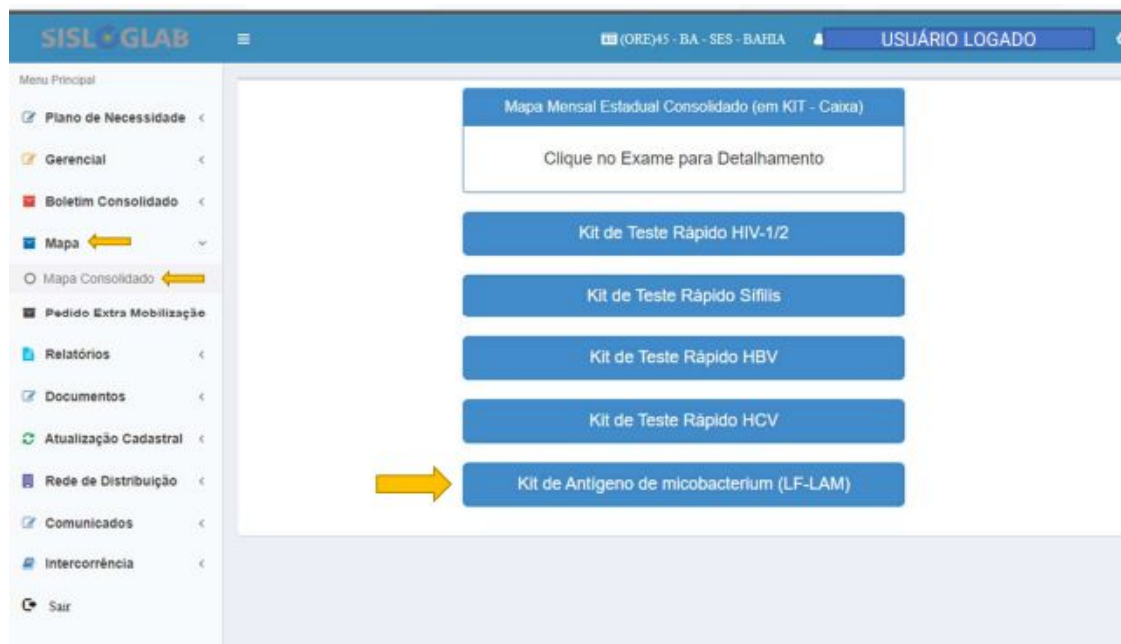 SISLOGLAB
(ORE)45 - BA - SES - BAHIA
USUÁRIO LOGADO
Menu Principal
Plano de Necessidade
Gerencial
Boletim Consolidado
Mapa
Mapa Consolidado
Pedido Extra Mobilização
Relatórios
Documentos
Atualização Cadastral
Rede de Distribuição
Comunicados
Intercorrência
Sair
Mapa Mensal Estadual Consolidado (em KIT - Caixa)
Clique no Exame para Detalhamento
Kit de Teste Rápido HIV-1/2
Kit de Teste Rápido Sífilis
Kit de Teste Rápido HBV
Kit de Teste Rápido HCV
Kit de Antígeno de micobacterium (LF-LAM)